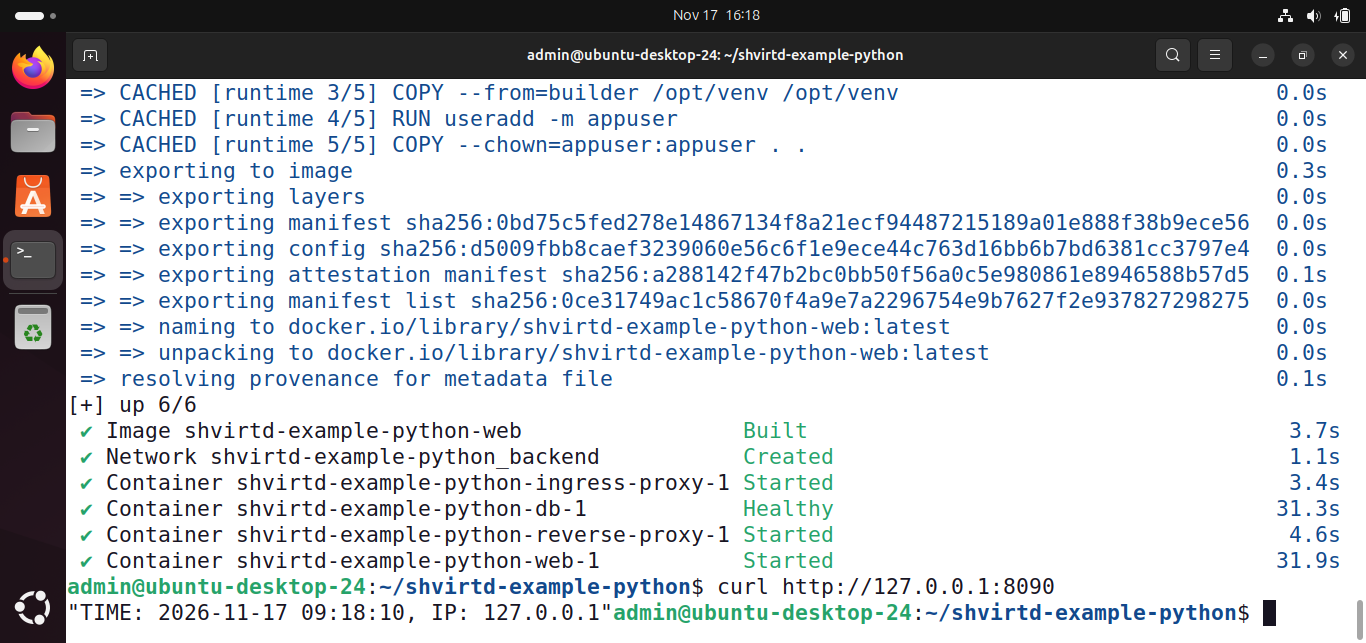 Nov 17 16:18
admin@ubuntu-desktop-24: ~/shvirtd-example-python
=> CACHED [runtime 3/5] COPY --from=builder /opt/venv /opt/venv 0.0s
=> CACHED [runtime 4/5] RUN useradd -m appuser 0.0s
=> CACHED [runtime 5/5] COPY --chown=appuser:appuser . . 0.0s
=> exporting to image 0.3s
=> => exporting layers 0.0s
=> => exporting manifest sha256:0bd75c5fed278e14867134f8a21ecf94487215189a01e888f38b9ece56 0.0s
=> => exporting config sha256:d5009fbb8caef3239060e56c6f1e9ece44c763d16bb6b7bd6381cc3797e4 0.0s
=> => exporting attestation manifest sha256:a288142f47b2bc0bb50f56a0c5e980861e8946588b57d5 0.1s
=> => exporting manifest list sha256:0ce31749ac1c58670f4a9e7a2296754e9b7627f2e937827298275 0.0s
=> => naming to docker.io/library/shvirtd-example-python-web:latest 0.0s
=> => unpacking to docker.io/library/shvirtd-example-python-web:latest 0.0s
=> resolving provenance for metadata file 0.1s
[+] up 6/6
✔ Image shvirtd-example-python-web Built 3.7s
✔ Network shvirtd-example-python_backend Created 1.1s
✔ Container shvirtd-example-python-ingress-proxy-1 Started 3.4s
✔ Container shvirtd-example-python-db-1 Healthy 31.3s
✔ Container shvirtd-example-python-reverse-proxy-1 Started 4.6s
✔ Container shvirtd-example-python-web-1 Started 31.9s
admin@ubuntu-desktop-24:~/shvirtd-example-python$ curl http://127.0.0.1:8090
"TIME: 2026-11-17 09:18:10, IP: 127.0.0.1"admin@ubuntu-desktop-24:~/shvirtd-example-python$